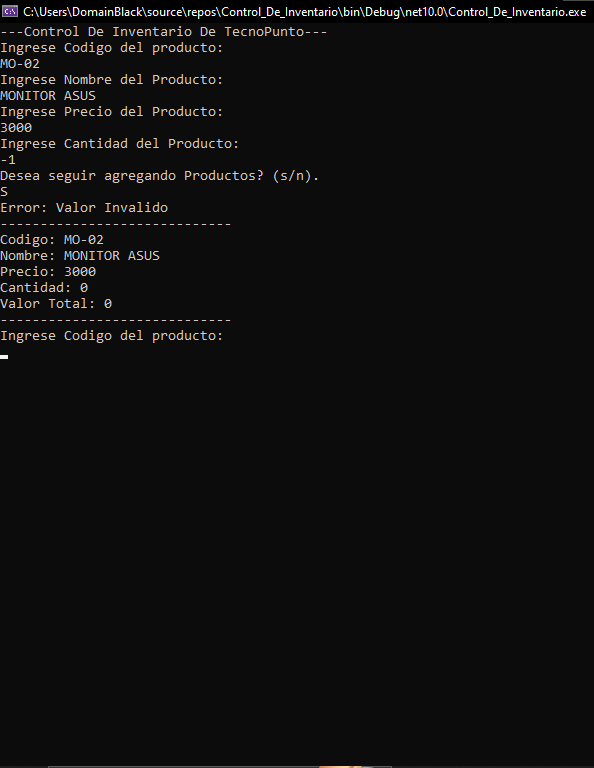 C:\Users\DomainBlack\source\repos\Control_De_Inventario\bin\Debug\net10.0\Control_De_Inventario.exe
---Control De Inventario De TecnoPunto---
Ingrese Codigo del producto:
MO-02
Ingrese Nombre del Producto:
MONITOR ASUS
Ingrese Precio del Producto:
3000
Ingrese Cantidad del Producto:
-1
Desea seguir agregando Productos? (s/n).
S
Error: Valor Invalido
-----------------------------
Codigo: MO-02
Nombre: MONITOR ASUS
Precio: 3000
Cantidad: 0
Valor Total: 0
-----------------------------
Ingrese Codigo del producto: